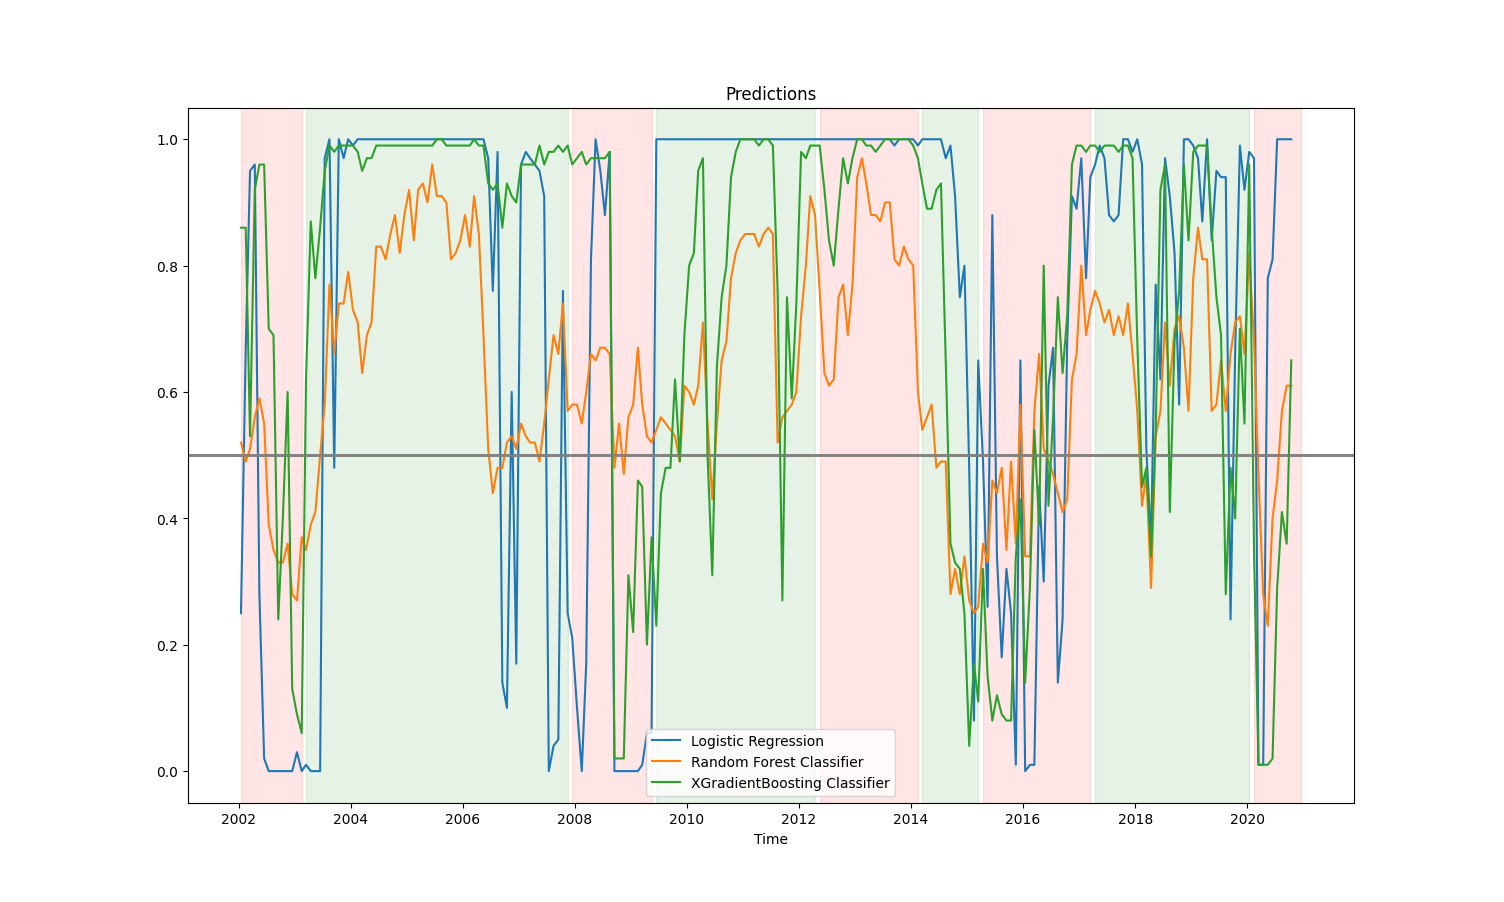 Predictions
1.0
0.8
0.6
0.4
0.2
0.0
Logistic Regression
Random Forest Classifier
XGradientBoosting Classifier
2002 2004 2006 2008 2010 2012 2014 2016 2018 2020
Time